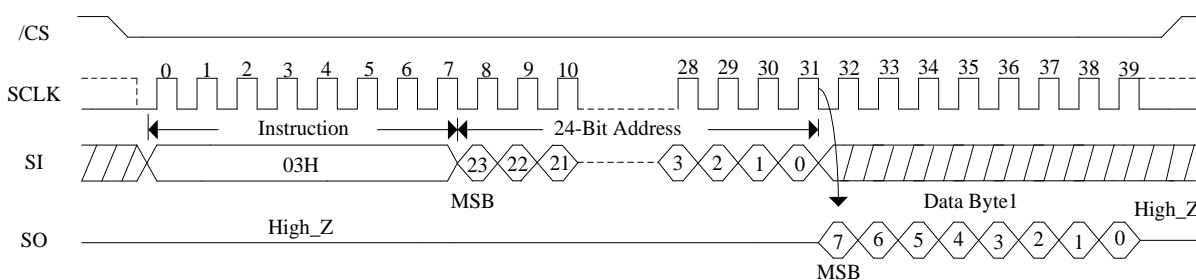 /CS
0 1 2 3 4 5 6 7 8 9 10 28 29 30 31 32 33 34 35 36 37 38 39
SCLK
Instruction 24-Bit Address
SI 03H 23 22 21 3 2 1 0
MSB Data Byte1
High_Z High_Z
SO 7 6 5 4 3 2 1 0
MSB